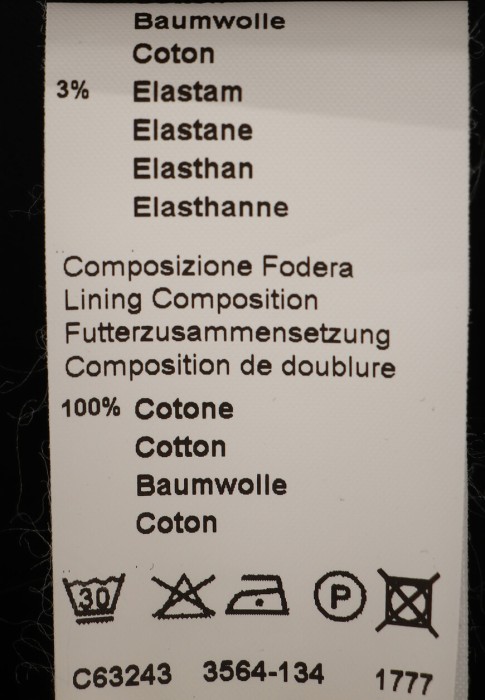 Baumwolle
Coton
3% Elastam
Elastane
Elasthan
Elasthanne
Composizione Fodera
Lining Composition
Futterzusammensetzung
Composition de doublure
100% Cotone
Cotton
Baumwolle
Coton
30 P
C63243 3564-134 1777